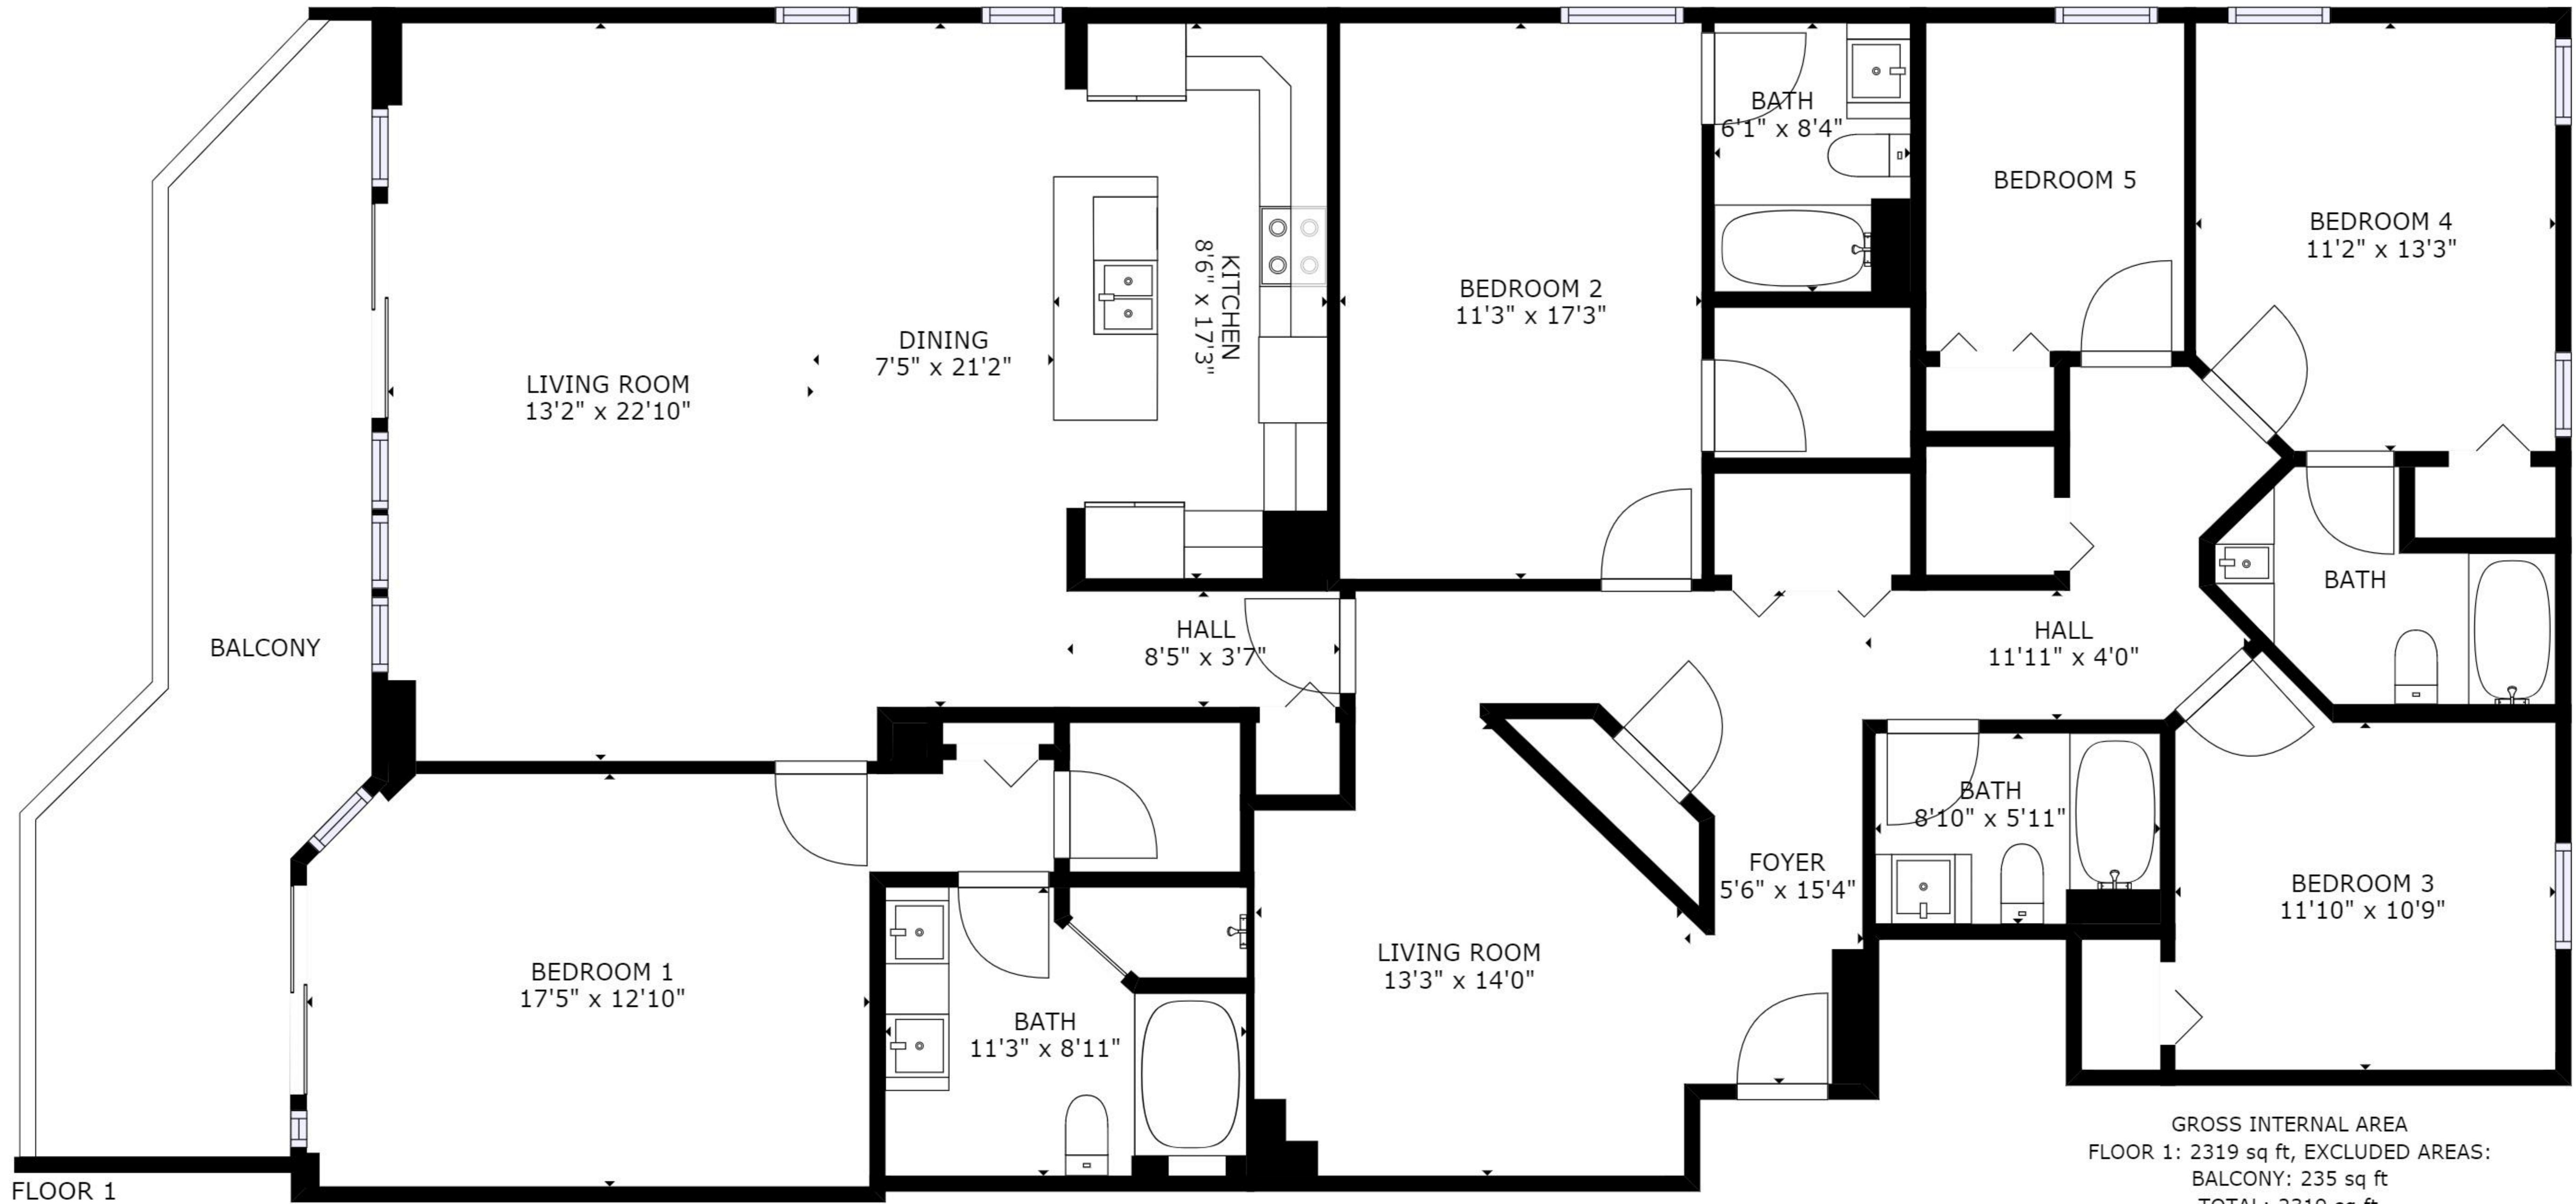 BATH
6'1" x 8'4"
BEDROOM 5
BEDROOM 4
11'2" x 13'3"
KITCHEN
8'6" x 17'3"
BEDROOM 2
11'3" x 17'3"
DINING
7'5" x 21'2"
LIVING ROOM
13'2" x 22'10"
BATH
HALL
8'5" x 3'7"
HALL
11'11" x 4'0"
BALCONY
BATH
8'10" x 5'11"
FOYER
5'6" x 15'4"
BEDROOM 3
11'10" x 10'9"
LIVING ROOM
13'3" x 14'0"
BEDROOM 1
17'5" x 12'10"
BATH
11'3" x 8'11"
GROSS INTERNAL AREA
FLOOR 1: 2319 sq ft, EXCLUDED AREAS:
BALCONY: 235 sq ft
TOTAL: 2319 sq ft
FLOOR 1